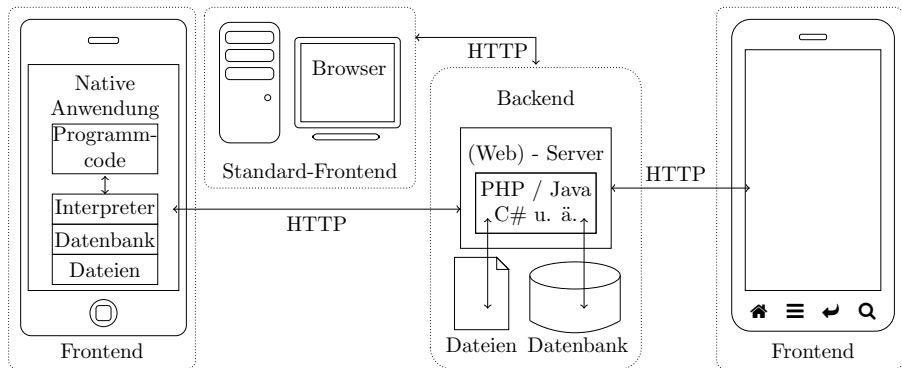 Native
Anwendung
Programm-
code
Interpreter
Datenbank
Dateien
Frontend
Browser
Standard-Frontend
HTTP
HTTP
Backend
(Web) - Server
PHP / Java
C# u. ä.
Dateien
Datenbank
HTTP
Frontend